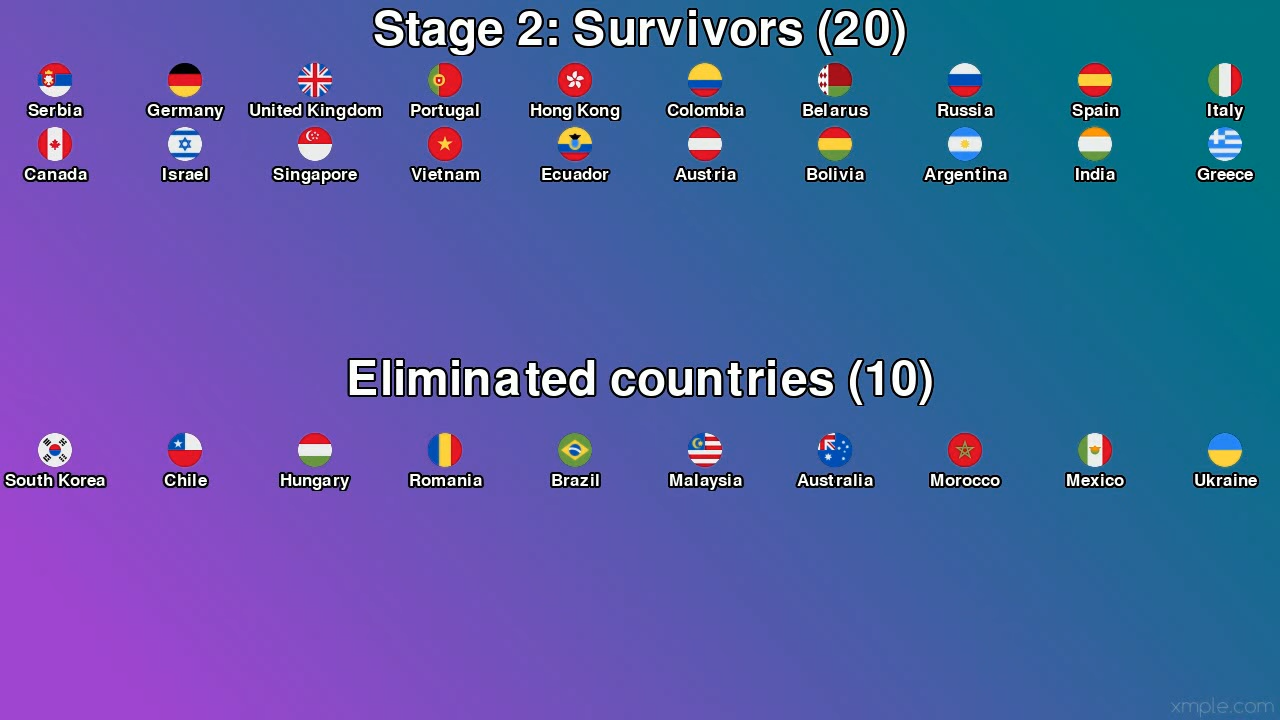 Stage 2: Survivors (20)
Serbia Germany United Kingdom Portugal Hong Kong Colombia Belarus Russia Spain Italy
Canada Israel Singapore Vietnam Ecuador Austria Bolivia Argentina India Greece
Eliminated countries (10)
South Korea Chile Hungary Romania Brazil Malaysia Australia Morocco Mexico Ukraine
xmple.com